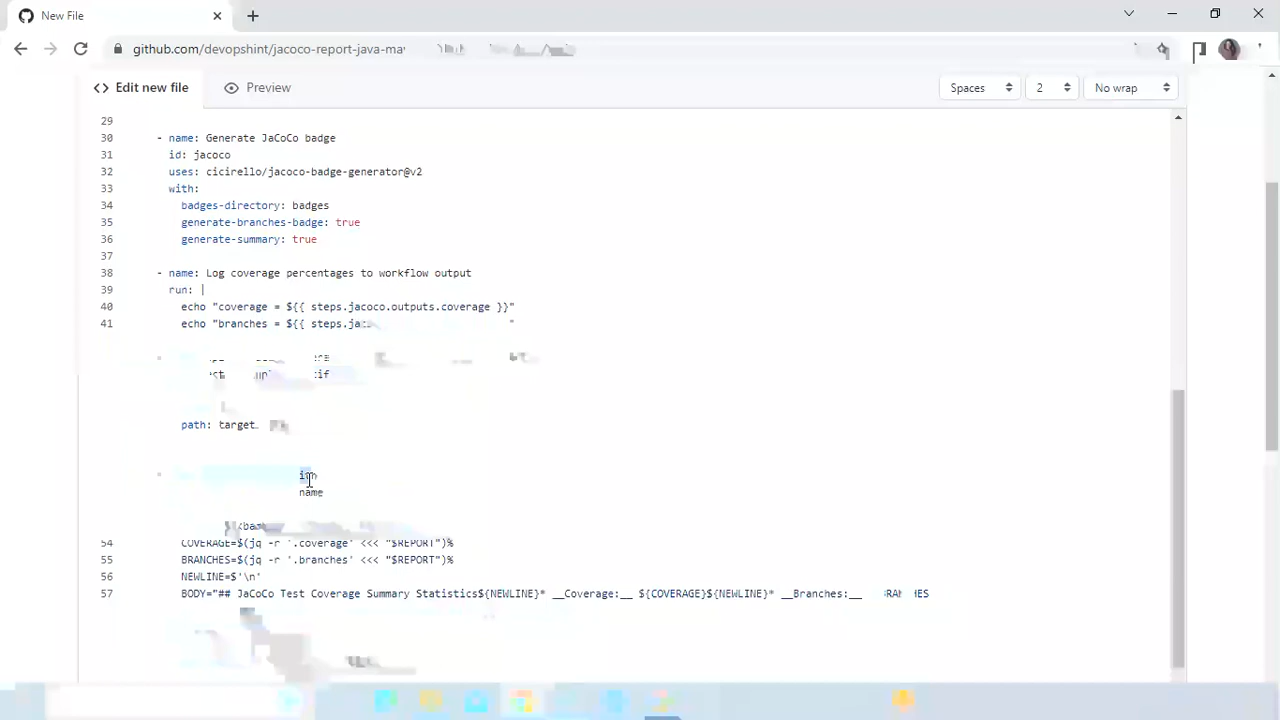 New File
github.com/devopshint/jacoco-report-java-ma
Edit new file
Preview
Spaces
2
No wrap
29
30 - name: Generate JaCoCo badge
31 id: jacoco
32 uses: cicirello/jacoco-badge-generator@v2
33 with:
34 badges-directory: badges
35 generate-branches-badge: true
36 generate-summary: true
37
38 - name: Log coverage percentages to workflow output
39 run: |
40 echo "coverage = ${{ steps.jacoco.outputs.coverage }}"
41 echo "branches = ${{ steps.jac
path: target
name
54 COVERAGE=$(jq -r '.coverage' <<< "$REPORT")%
55 BRANCHES=$(jq -r '.branches' <<< "$REPORT")%
56 NEWLINE=$'\n'
57 BODY="## JaCoCo Test Coverage Summary Statistics${NEWLINE}* __Coverage:__ ${COVERAGE}${NEWLINE}* __Branches:__